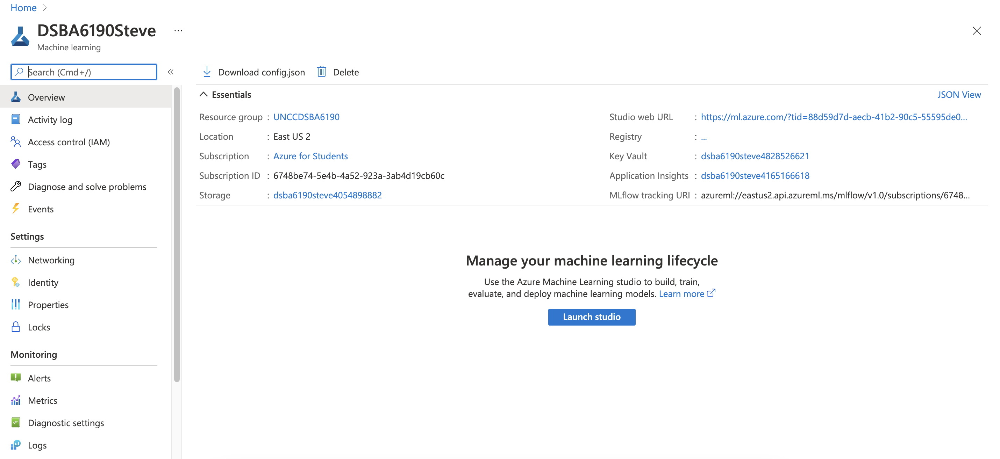 Home
DSBA6190Steve ...
Machine learning
Search (Cmd+/) «
Overview
Activity log
Access control (IAM)
Tags
Diagnose and solve problems
Events
Settings
Networking
Identity
Properties
Locks
Monitoring
Alerts
Metrics
Diagnostic settings
Logs
Download config.json Delete
Essentials JSON View
Resource group : UNCCDSBA6190
Location : East US 2
Subscription : Azure for Students
Subscription ID : 6748be74-5e4b-4a52-923a-3ab4d19cb60c
Storage : dsba6190steve4054898882
Studio web URL : https://ml.azure.com/?tid=88d59d7d-aecb-41b2-90c5-55595de0...
Registry : ...
Key Vault : dsba6190steve4828526621
Application Insights : dsba6190steve4165166618
MLflow tracking URI : azureml://eastus2.api.azureml.ms/mlflow/v1.0/subscriptions/6748...
Manage your machine learning lifecycle
Use the Azure Machine Learning studio to build, train,
evaluate, and deploy machine learning models. Learn more
Launch studio